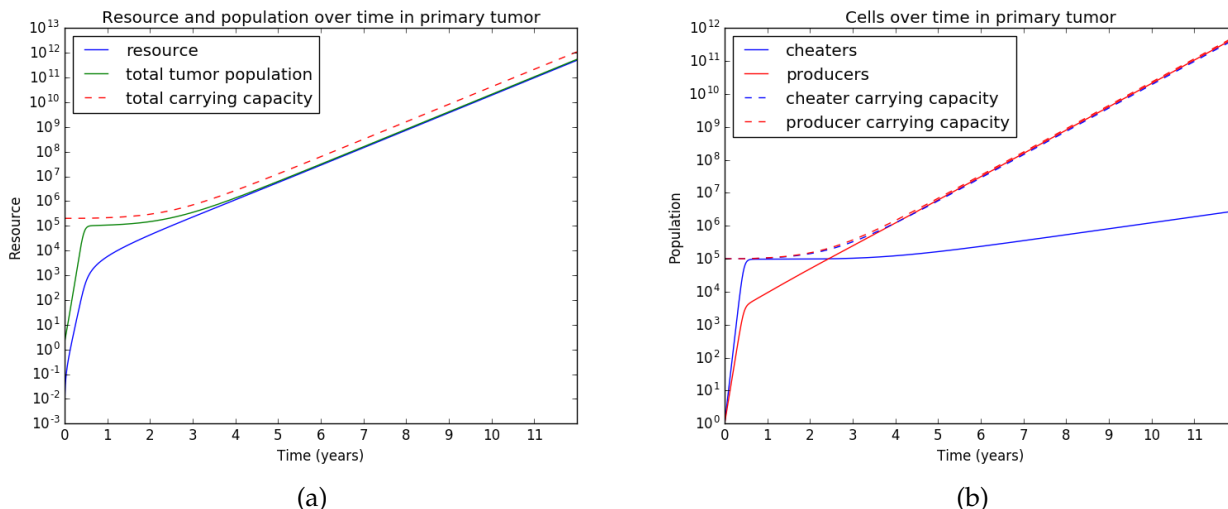 Resource and population over time in primary tumor
resource
total tumor population
total carrying capacity
Resource
10^13
10^12
10^11
10^10
10^9
10^8
10^7
10^6
10^5
10^4
10^3
10^2
10^1
10^0
10^-1
10^-2
10^-3
0 1 2 3 4 5 6 7 8 9 10 11
Time (years)
(a)
Cells over time in primary tumor
cheaters
producers
cheater carrying capacity
producer carrying capacity
Population
10^12
10^11
10^10
10^9
10^8
10^7
10^6
10^5
10^4
10^3
10^2
10^1
10^0
0 1 2 3 4 5 6 7 8 9 10 11
Time (years)
(b)